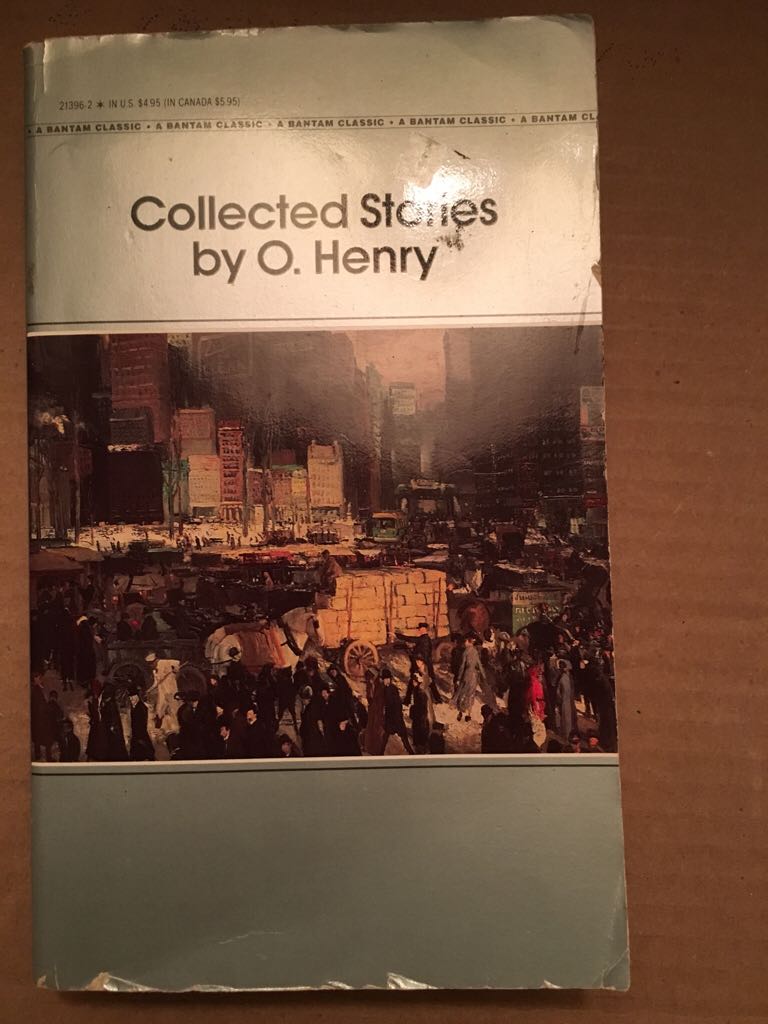 21396-2 * IN U.S. $4.95 (IN CANADA $5.95)
• A BANTAM CLASSIC • A BANTAM CLASSIC • A BANTAM CLASSIC • A BANTAM CLASSIC • A BANTAM CL
Collected Stories
by O. Henry